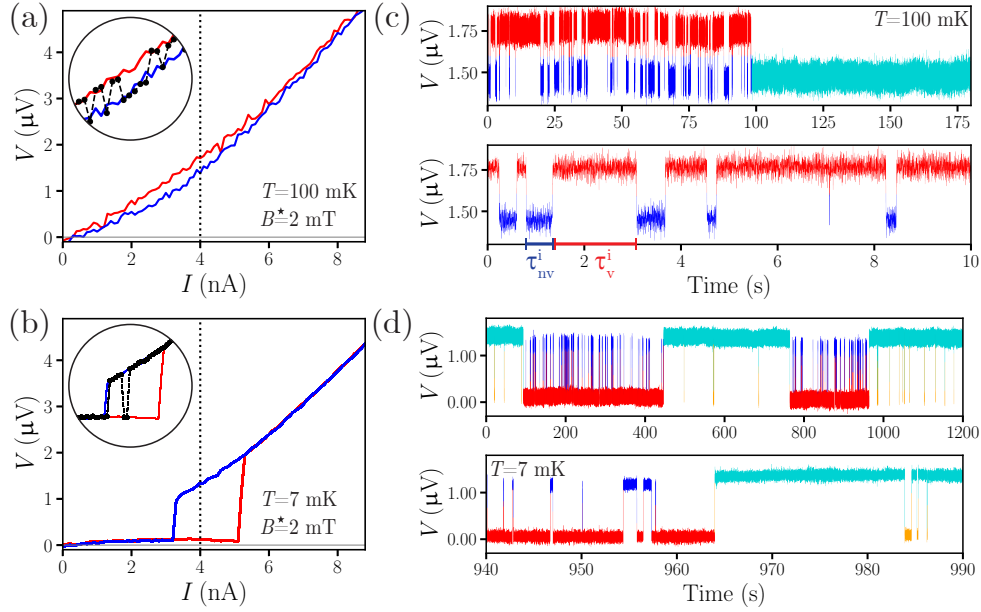 (a)
V (µV)
4
3
2
1
0
T=100 mK
B⋆=2 mT
0 2 4 6 8
I (nA)
(b)
V (µV)
4
3
2
1
0
T=7 mK
B⋆=2 mT
0 2 4 6 8
I (nA)
(c)
T=100 mK
V (µV)
1.75
1.50
0 25 50 75 100 125 150 175
V (µV)
1.75
1.50
0 2 4 6 8 10
τ_nv^i τ_v^i
Time (s)
(d)
V (µV)
1.00
0.00
0 200 400 600 800 1000 1200
T=7 mK
V (µV)
1.00
0.00
940 950 960 970 980 990
Time (s)